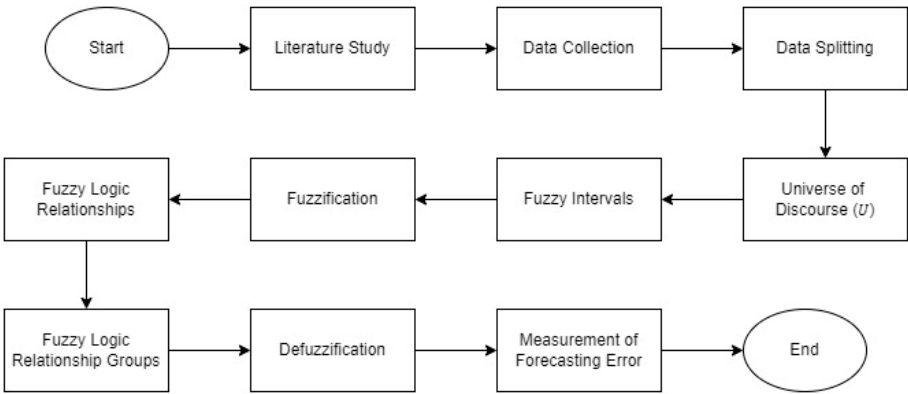 Start
Literature Study
Data Collection
Data Splitting
Universe of
Discourse (U)
Fuzzy Intervals
Fuzzification
Fuzzy Logic
Relationships
Fuzzy Logic
Relationship Groups
Defuzzification
Measurement of
Forecasting Error
End